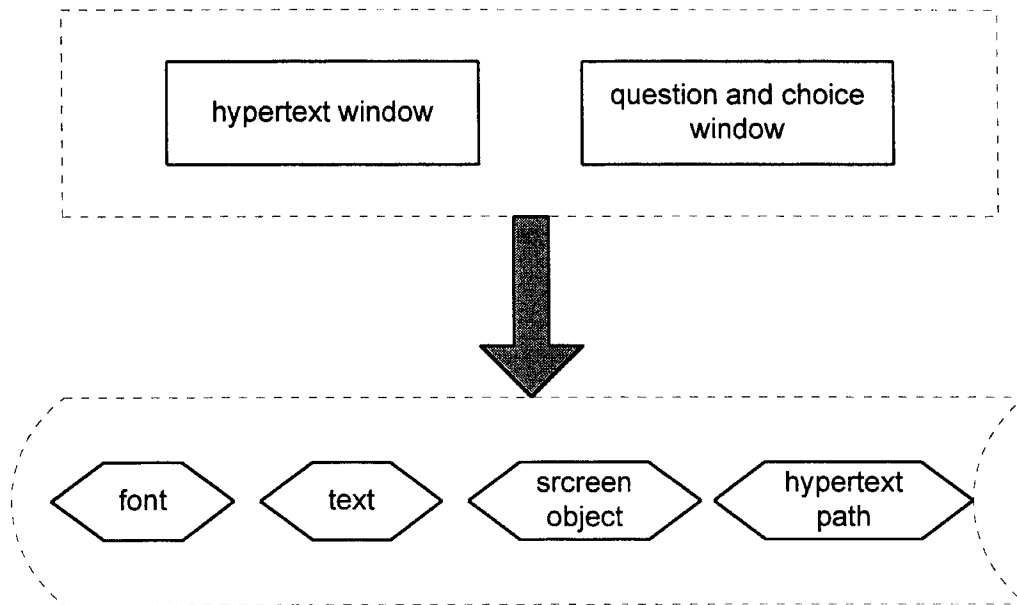 hypertext window
question and choice
window
font
text
srcreen
object
hypertext
path